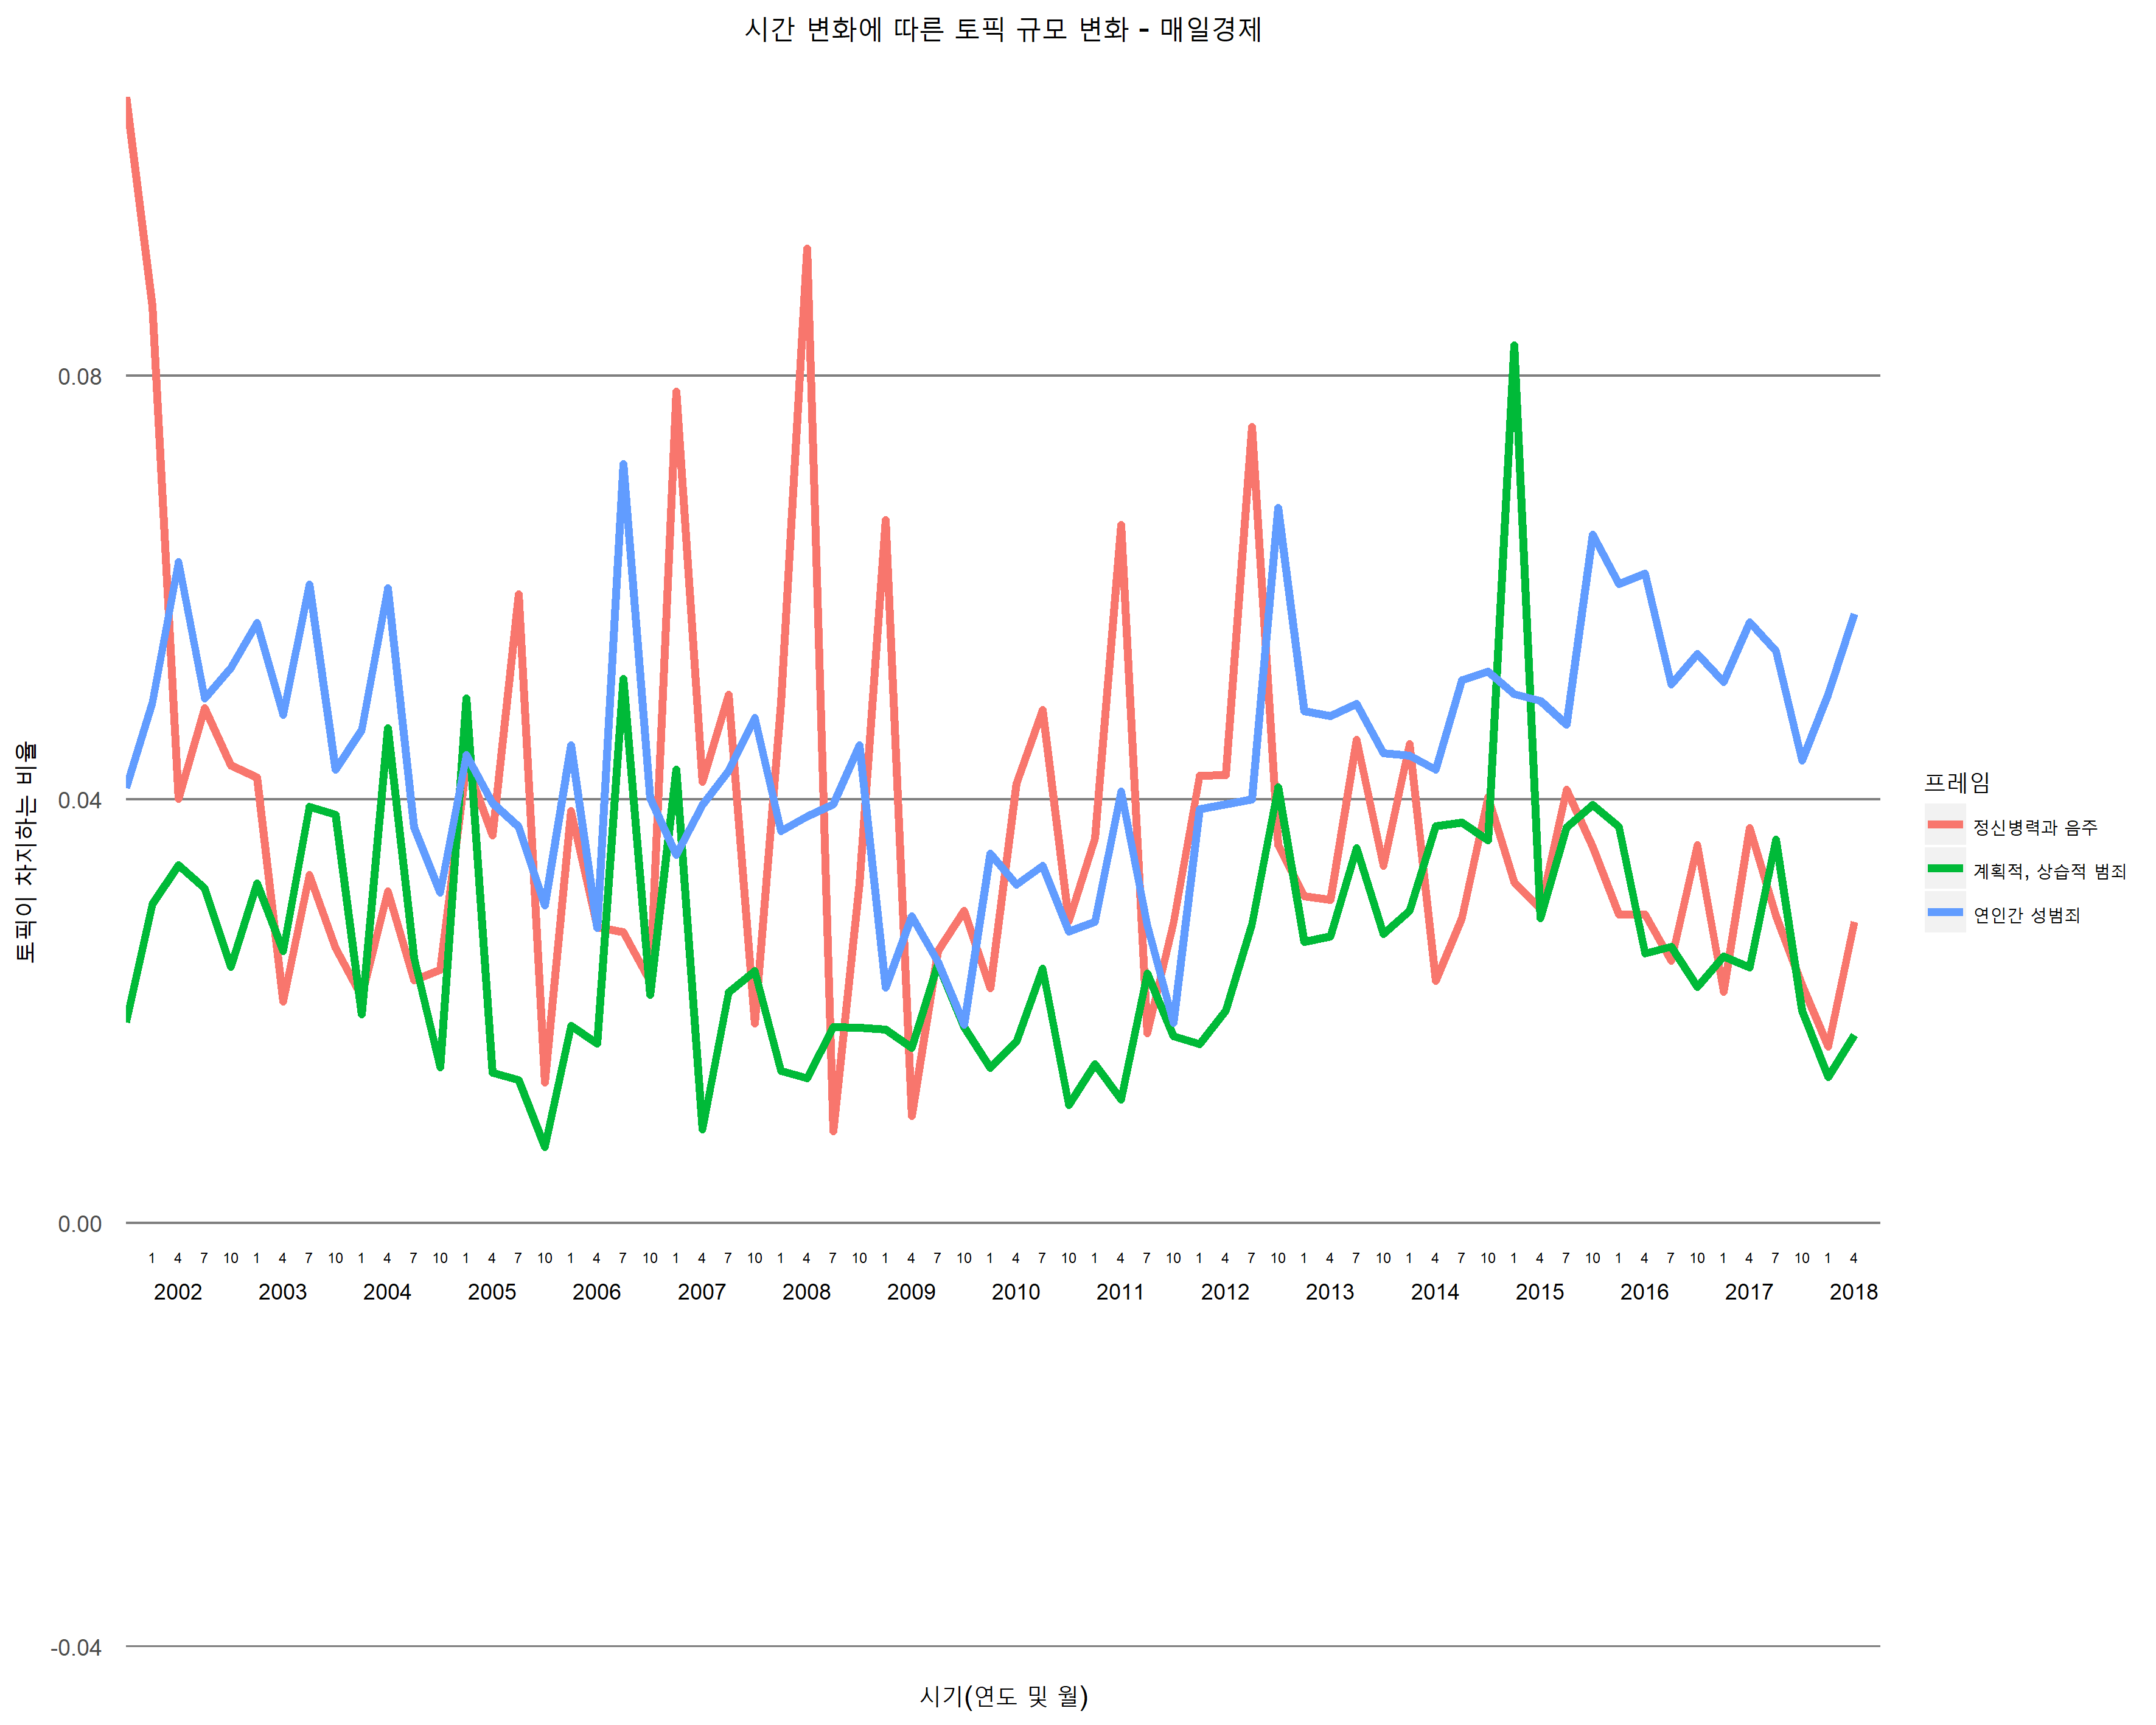 시간 변화에 따른 토픽 규모 변화 - 매일경제
토픽이 차지하는 비율
0.08
0.04
0.00
-0.04
1 4 7 10 1 4 7 10 1 4 7 10 1 4 7 10 1 4 7 10 1 4 7 10 1 4 7 10 1 4 7 10 1 4 7 10 1 4 7 10 1 4 7 10 1 4 7 10 1 4 7 10 1 4 7 10 1 4 7 10 1 4 7 10 1 4
2002 2003 2004 2005 2006 2007 2008 2009 2010 2011 2012 2013 2014 2015 2016 2017 2018
시기(연도 및 월)
프레임
정신병력과 음주
계획적, 상습적 범죄
연인간 성범죄